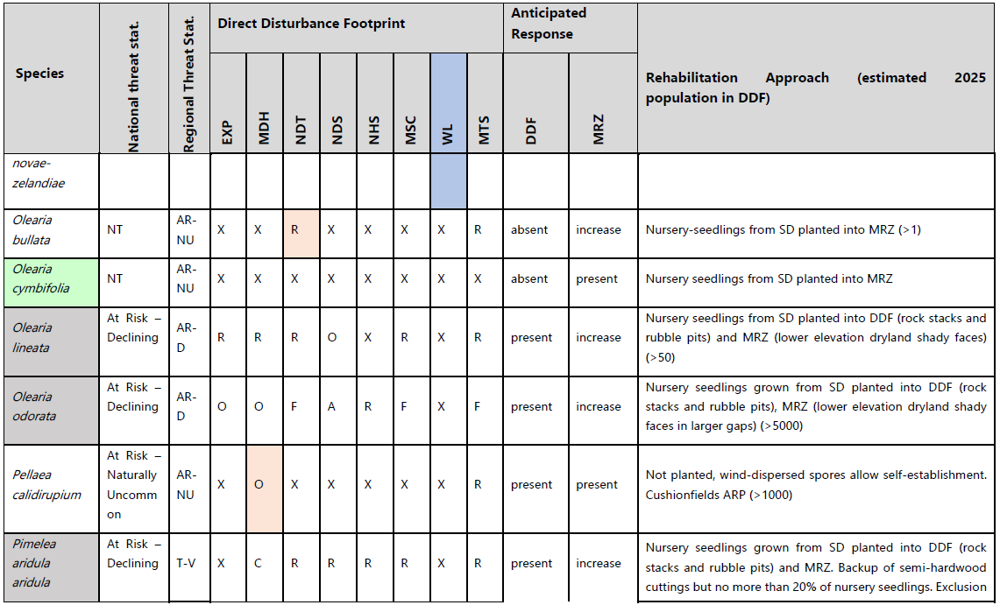 Species
National threat stat.
Regional Threat Stat.
Direct Disturbance Footprint
Anticipated
Response
Rehabilitation Approach (estimated 2025
population in DDF)
EXP
MDH
NDT
NDS
NHS
MSC
WL
MTS
DDF
MRZ
novae-
zelandiae
Olearia
bullata
NT
AR-
NU
X
X
R
X
X
X
X
R
absent
increase
Nursery-seedlings from SD planted into MRZ (>1)
Olearia
cymbifolia
NT
AR-
NU
X
X
X
X
X
X
X
X
absent
present
Nursery seedlings from SD planted into MRZ
Olearia
lineata
At Risk –
Declining
AR-
D
R
R
R
O
X
R
X
R
present
increase
Nursery seedlings from SD planted into DDF (rock stacks and
rubble pits) and MRZ (lower elevation dryland shady faces)
(>50)
Olearia
odorata
At Risk –
Declining
AR-
D
O
O
F
A
R
F
X
F
present
increase
Nursery seedlings grown from SD planted into DDF (rock
stacks and rubble pits), MRZ (lower elevation dryland shady
faces in larger gaps) (>5000)
Pellaea
calidirupium
At Risk –
Naturally
Uncomm
on
AR-
NU
X
O
X
X
X
X
X
R
present
present
Not planted, wind-dispersed spores allow self-establishment.
Cushionfields ARP (>1000)
Pimelea
aridula
aridula
At Risk –
Declining
T-V
X
C
R
R
R
R
X
R
present
increase
Nursery seedlings grown from SD planted into DDF (rock
stacks and rubble pits) and MRZ. Backup of semi-hardwood
cuttings but no more than 20% of nursery seedlings. Exclusion